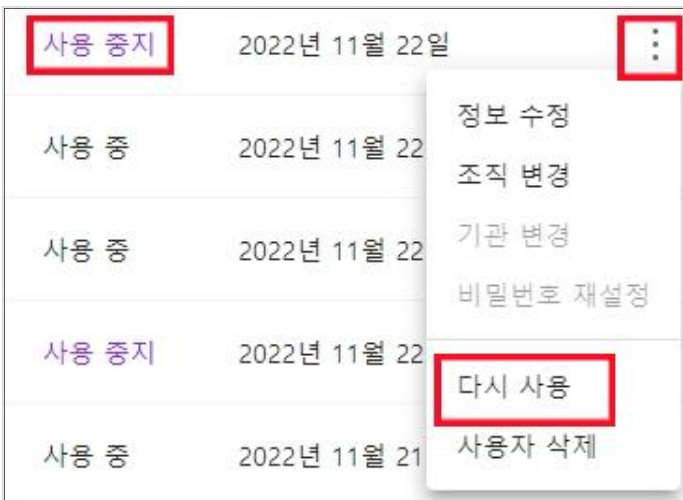 사용 중지 2022년 11월 22일
정보 수정
사용 중 2022년 11월 22
조직 변경
기관 변경
사용 중 2022년 11월 22
비밀번호 재설정
사용 중지 2022년 11월 22
다시 사용
사용 중 2022년 11월 21
사용자 삭제